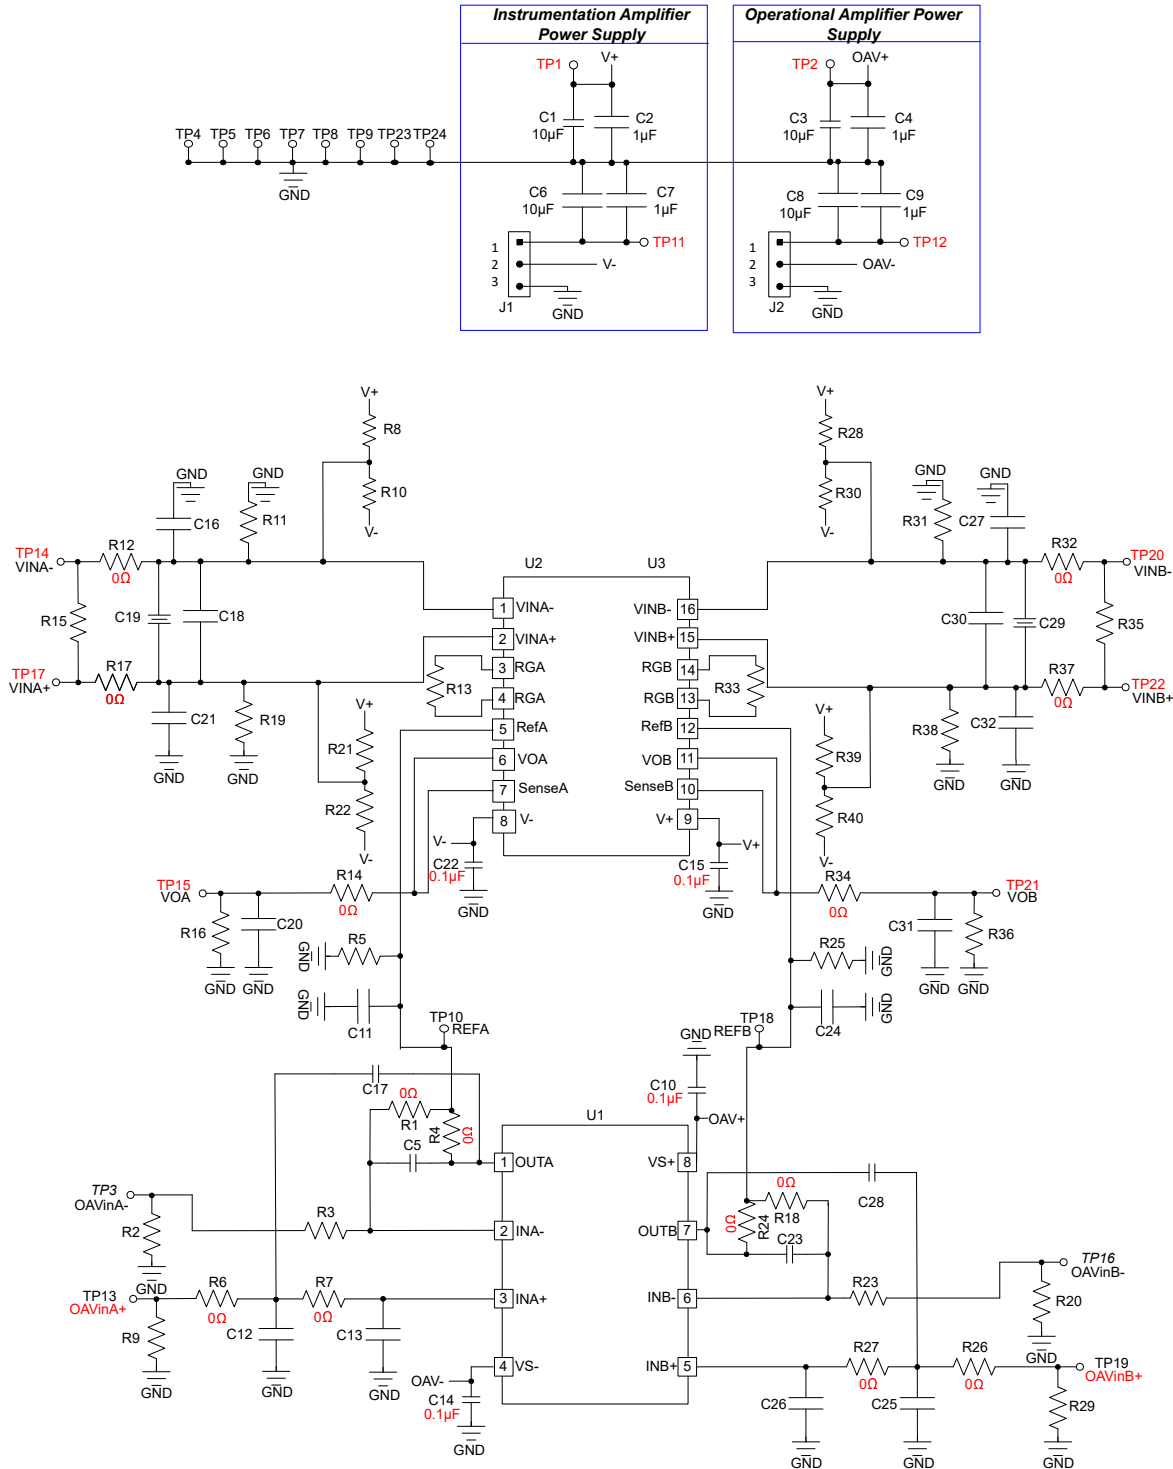 Instrumentation Amplifier
Power Supply
Operational Amplifier Power
Supply
TP1
V+
TP2
OAV+
C1
10µF
C2
1µF
C3
10µF
C4
1µF
TP4 TP5 TP6 TP7 TP8 TP9 TP23 TP24
GND
C6
10µF
C7
1µF
C8
10µF
C9
1µF
1
2
3
TP11
V-
GND
J1
1
2
3
TP12
OAV-
GND
J2
V+
R8
R10
V-
V+
R28
R30
V-
GND
C16
GND
R11
GND
R31
GND
C27
TP14
VINA-
R12
0Ω
R32
0Ω
TP20
VINB-
U2
U3
R15
C19
C18
C30
C29
R35
1 VINA-
2 VINA+
3 RGA
4 RGA
5 RefA
6 VOA
7 SenseA
8 V-
VINB- 16
VINB+ 15
RGB 14
RGB 13
RefB 12
VOB 11
SenseB 10
V+ 9
R13
R33
TP17
VINA+
R17
0Ω
R37
0Ω
TP22
VINB+
C21
GND
R19
GND
V+
R21
R22
V-
V+
R39
R40
V-
R38
GND
C32
GND
V-
C22
0.1µF
GND
C15
0.1µF
V+
GND
TP15
VOA
R14
0Ω
R34
0Ω
TP21
VOB
R16
GND
C20
GND
C31
GND
R36
GND
GND
R5
R25
GND
GND
C11
C24
GND
TP10
REFA
TP18
REFB
GND
C10
0.1µF
OAV+
C17
0Ω
R1
R4
0Ω
C5
U1
1 OUTA
2 INA-
3 INA+
4 VS-
VS+ 8
OUTB 7
INB- 6
INB+ 5
C28
0Ω
R18
0Ω
R24
C23
TP3
OAVinA-
R2
GND
R3
R23
TP16
OAVinB-
R20
GND
TP13
OAVinA+
R6
0Ω
R7
0Ω
R9
GND
C12
GND
C13
GND
OAV-
C14
0.1µF
GND
R27
0Ω
R26
0Ω
TP19
OAVinB+
C26
GND
C25
GND
R29
GND